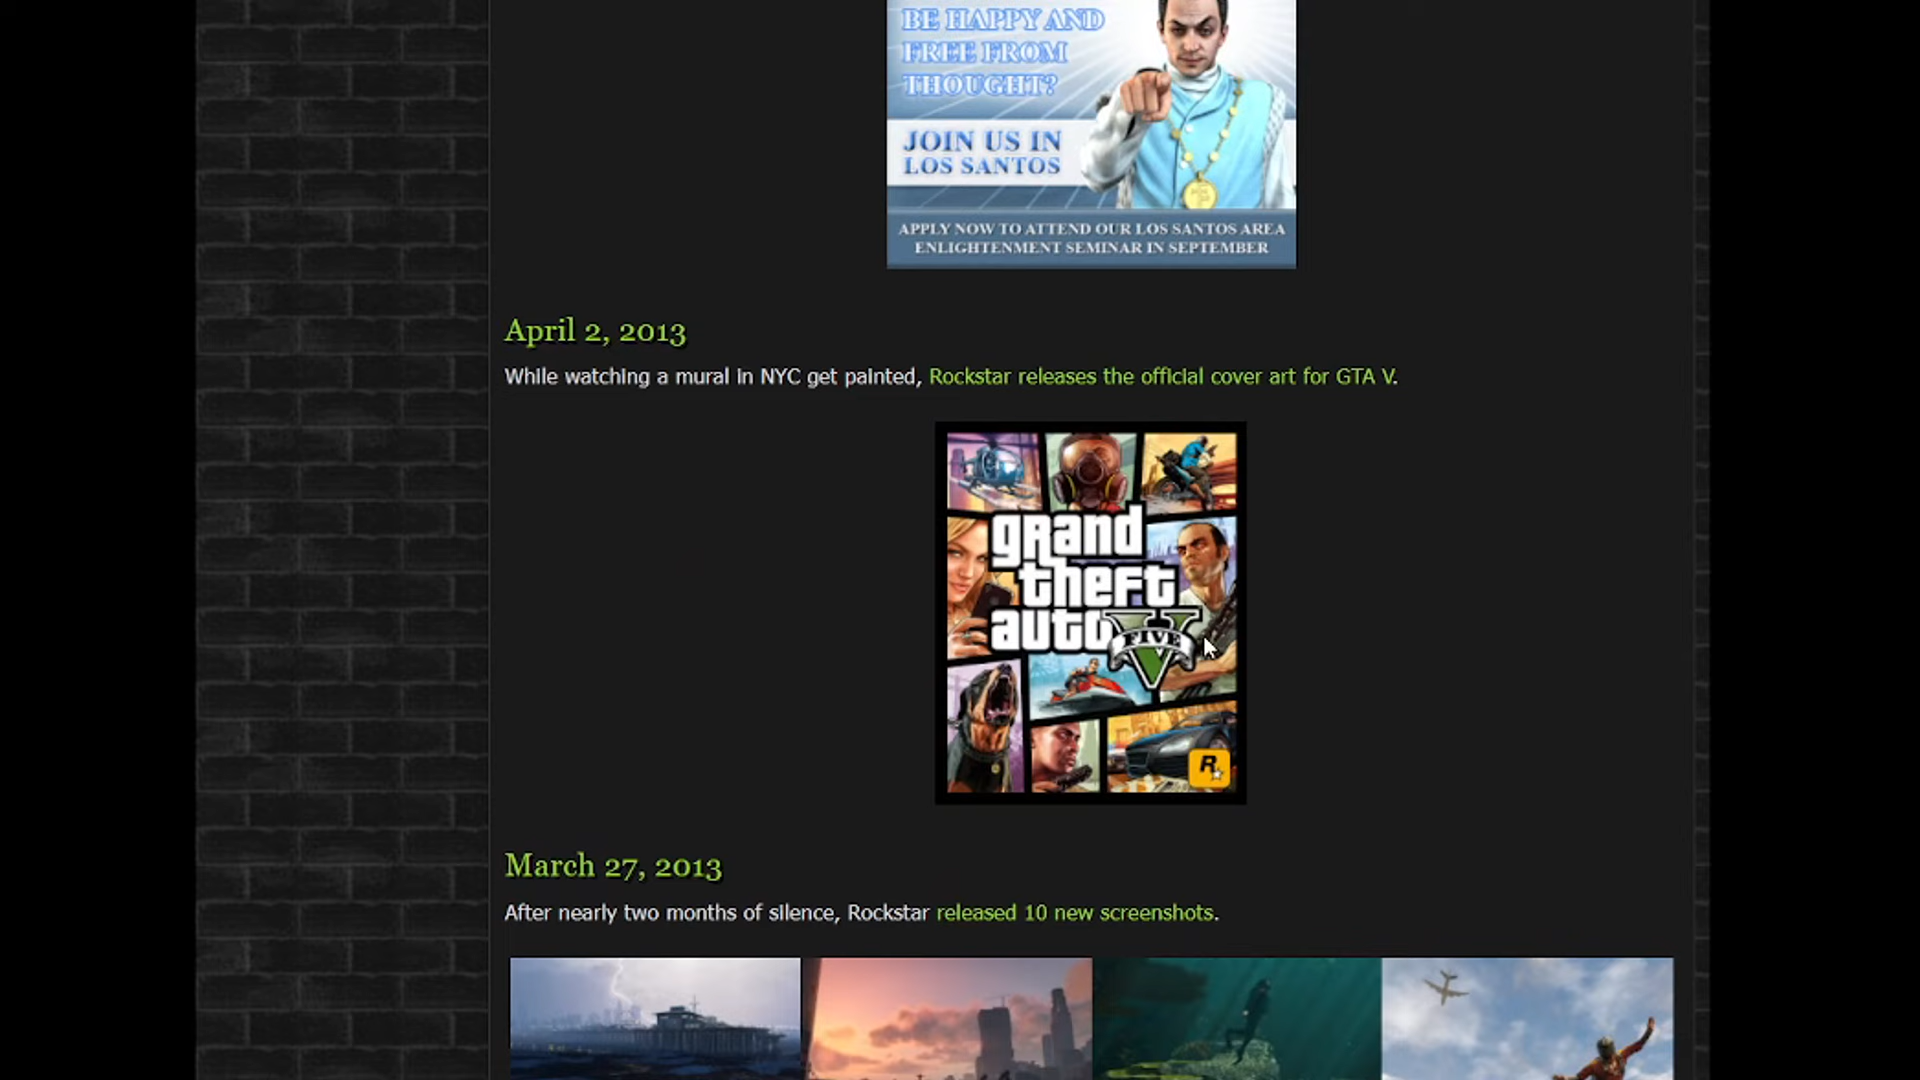 BE HAPPY AND
FREE FROM
THOUGHT?
JOIN US IN
LOS SANTOS
APPLY NOW TO ATTEND OUR LOS SANTOS AREA
ENLIGHTENMENT SEMINAR IN SEPTEMBER
April 2, 2013
While watching a mural in NYC get painted, Rockstar releases the official cover art for GTA V.
grand
theft
auto
FIVE
V
R
March 27, 2013
After nearly two months of silence, Rockstar released 10 new screenshots.